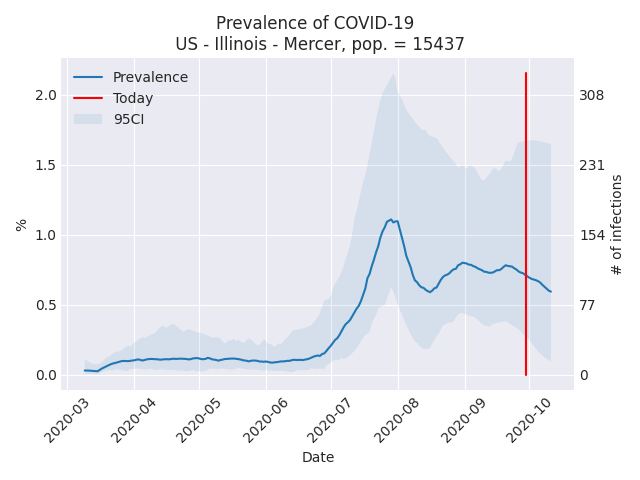 Prevalence of COVID-19
US - Illinois - Mercer, pop. = 15437
Prevalence
Today
95CI
2.0
1.5
1.0
0.5
0.0
%
308
231
154
77
0
# of infections
2020-03
2020-04
2020-05
2020-06
2020-07
2020-08
2020-09
2020-10
Date